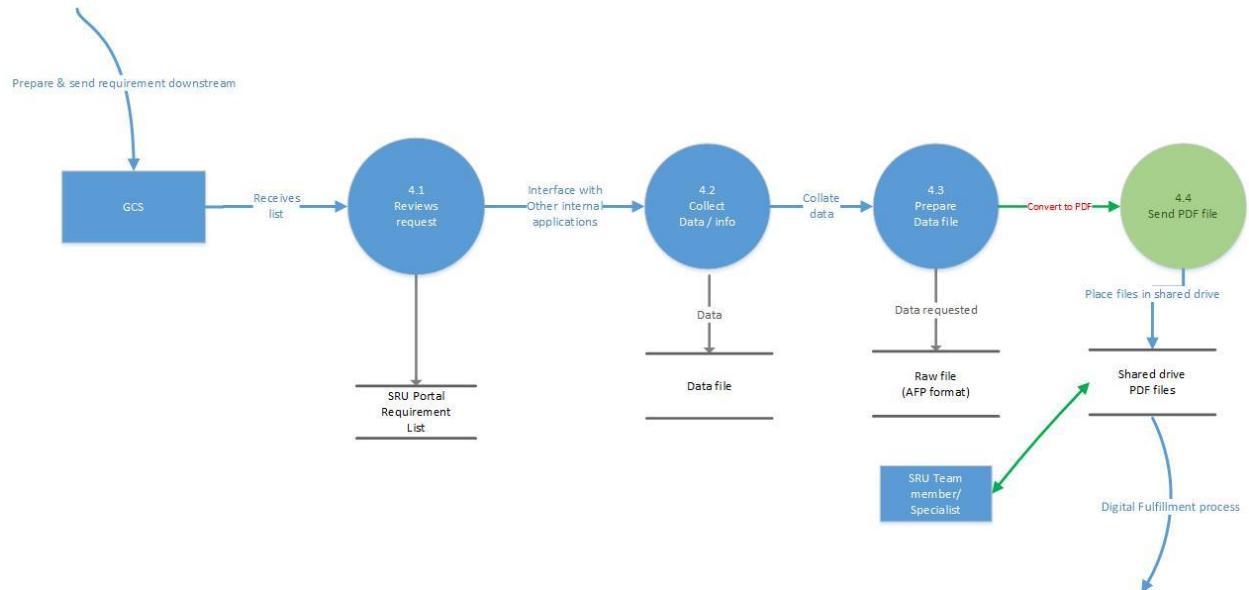 Prepare & send requirement downstream
GCS
Receives
list
4.1
Reviews
request
Interface with
Other internal
applications
4.2
Collect
Data / info
Collate
data
4.3
Prepare
Data file
Convert to PDF
4.4
Send PDF file
Data
Data requested
Place files in shared drive
SRU Portal
Requirement
List
Data file
Raw file
(AFP format)
Shared drive
PDF files
SRU Team
member/
Specialist
Digital Fulfillment process